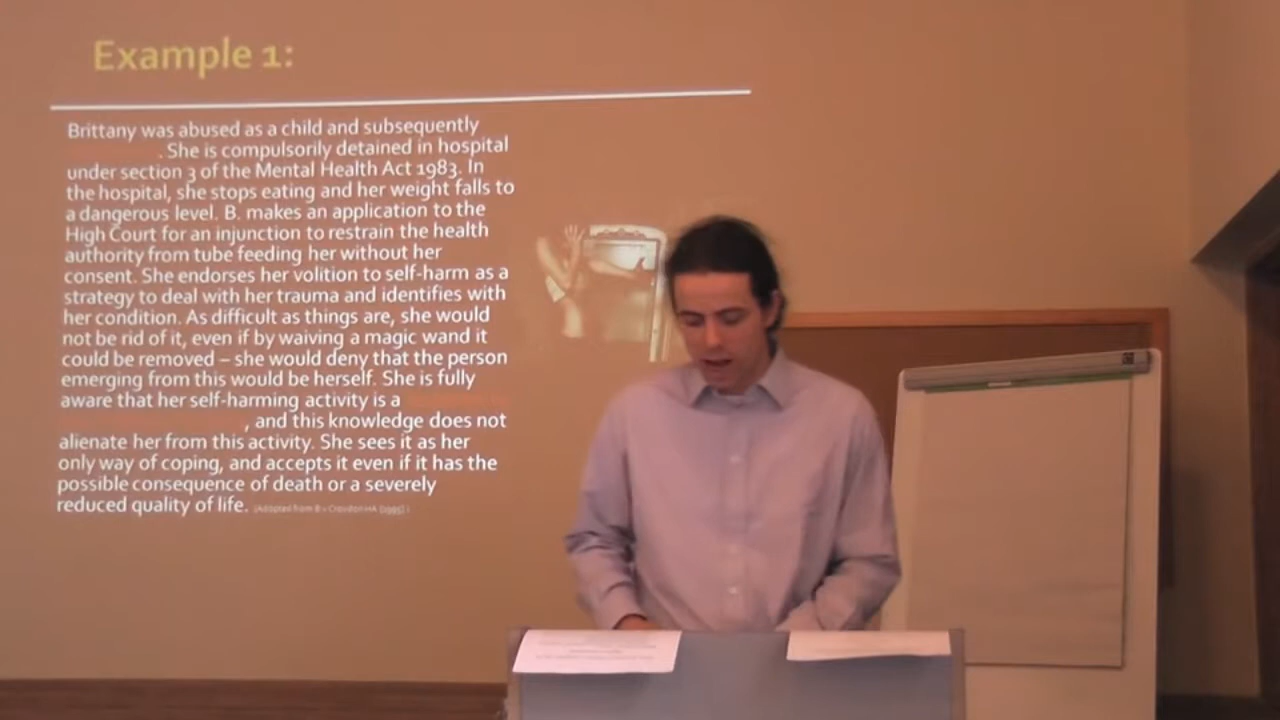 Example 1:
Brittany was abused as a child and subsequently
. She is compulsorily detained in hospital
under section 3 of the Mental Health Act 1983. In
the hospital, she stops eating and her weight falls to
a dangerous level. B. makes an application to the
High Court for an injunction to restrain the health
authority from tube feeding her without her
consent. She endorses her volition to self-harm as a
strategy to deal with her trauma and identifies with
her condition. As difficult as things are, she would
not be rid of it, even if by waiving a magic wand it
could be removed – she would deny that the person
emerging from this would be herself. She is fully
aware that her self-harming activity is a
, and this knowledge does not
alienate her from this activity. She sees it as her
only way of coping, and accepts it even if it has the
possible consequence of death or a severely
reduced quality of life. (Adapted from B v Croydon HA (1995) )